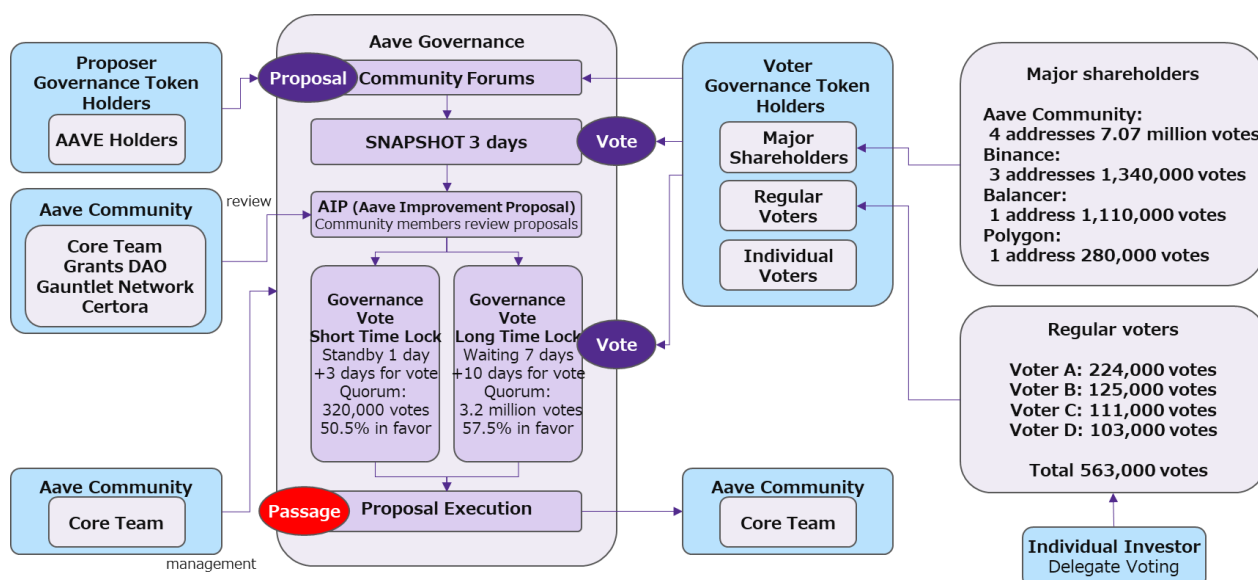 Aave Governance
Proposer
Governance Token
Holders
AAVE Holders
Proposal
Community Forums
SNAPSHOT 3 days
Vote
Aave Community
review
Core Team
Grants DAO
Gauntlet Network
Certora
AIP (Aave Improvement Proposal)
Community members review proposals
Governance
Vote
Short Time Lock
Standby 1 day
+3 days for vote
Quorum:
320,000 votes
50.5% in favor
Governance
Vote
Long Time Lock
Waiting 7 days
+10 days for vote
Quorum:
3.2 million votes
57.5% in favor
Vote
Aave Community
Core Team
management
Passage
Proposal Execution
Aave Community
Core Team
Voter
Governance Token
Holders
Major
Shareholders
Regular
Voters
Individual
Voters
Major shareholders
Aave Community:
4 addresses 7.07 million votes
Binance:
3 addresses 1,340,000 votes
Balancer:
1 address 1,110,000 votes
Polygon:
1 address 280,000 votes
Regular voters
Voter A: 224,000 votes
Voter B: 125,000 votes
Voter C: 111,000 votes
Voter D: 103,000 votes
Total 563,000 votes
Individual Investor
Delegate Voting